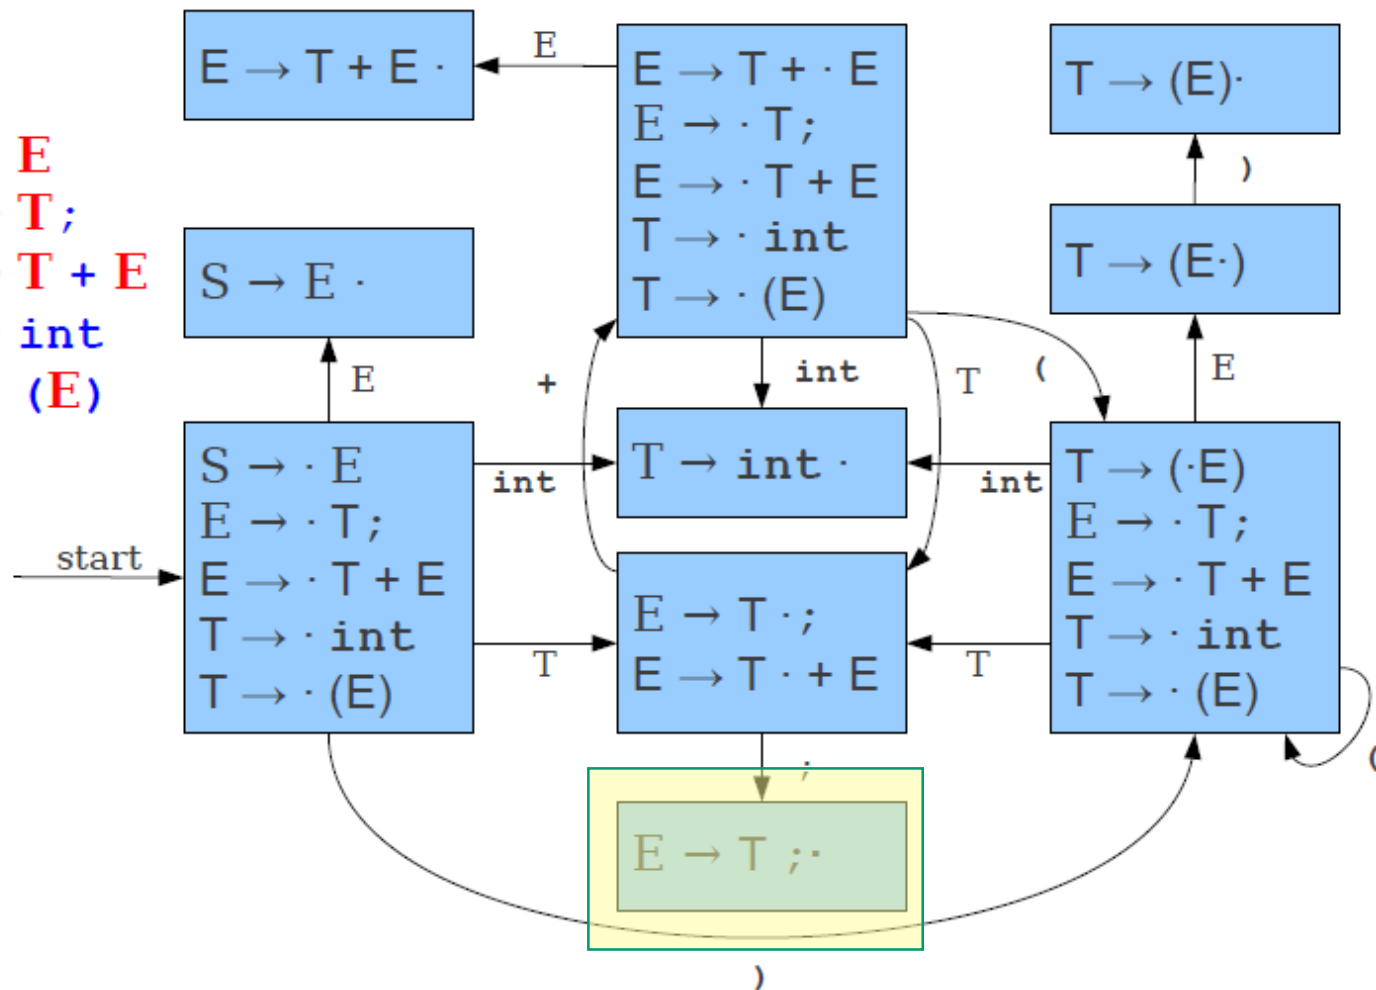 E
T ;
T + E
int
(E)
E → T + E ·
E
E → T + · E
E → · T ;
E → · T + E
T → · int
T → · (E)
T → (E)·
)
T → (E·)
S → E ·
E
+
int
T
(
E
S → · E
E → · T ;
E → · T + E
T → · int
T → · (E)
start
int
T → int ·
int
T → (·E)
E → · T ;
E → · T + E
T → · int
T → · (E)
T
E → T · ;
E → T · + E
T
;
(
E → T ;·
)